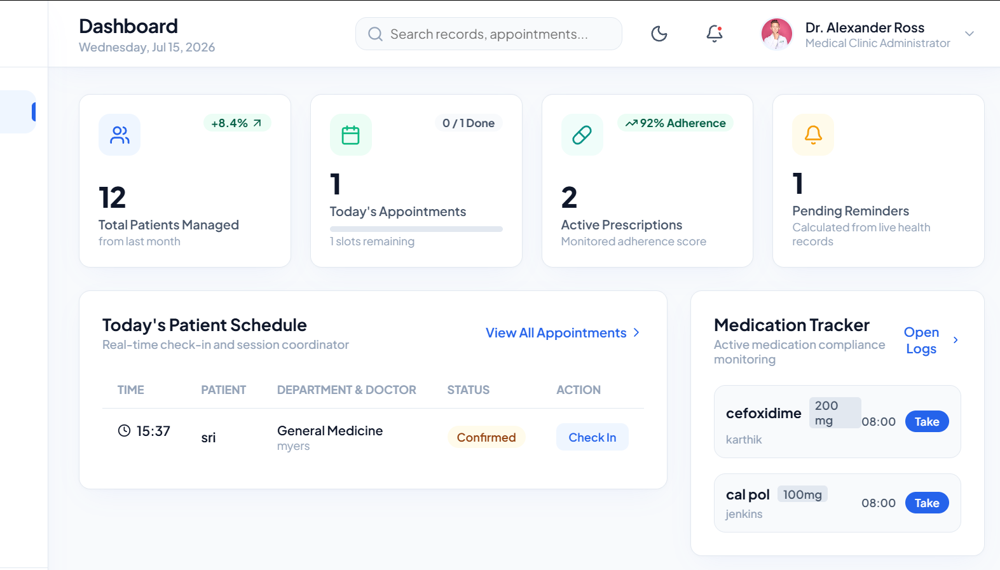 Dashboard
Wednesday, Jul 15, 2026
Search records, appointments...
Dr. Alexander Ross
Medical Clinic Administrator
+8.4%
12
Total Patients Managed
from last month
0 / 1 Done
1
Today's Appointments
1 slots remaining
92% Adherence
2
Active Prescriptions
Monitored adherence score
1
Pending Reminders
Calculated from live health
records
Today's Patient Schedule
Real-time check-in and session coordinator
View All Appointments
TIME PATIENT DEPARTMENT & DOCTOR STATUS ACTION
15:37 sri General Medicine Confirmed Check In
myers
Medication Tracker
Active medication compliance
monitoring
Open
Logs
cefoxidime 200
mg 08:00 Take
karthik
cal pol 100mg 08:00 Take
jenkins